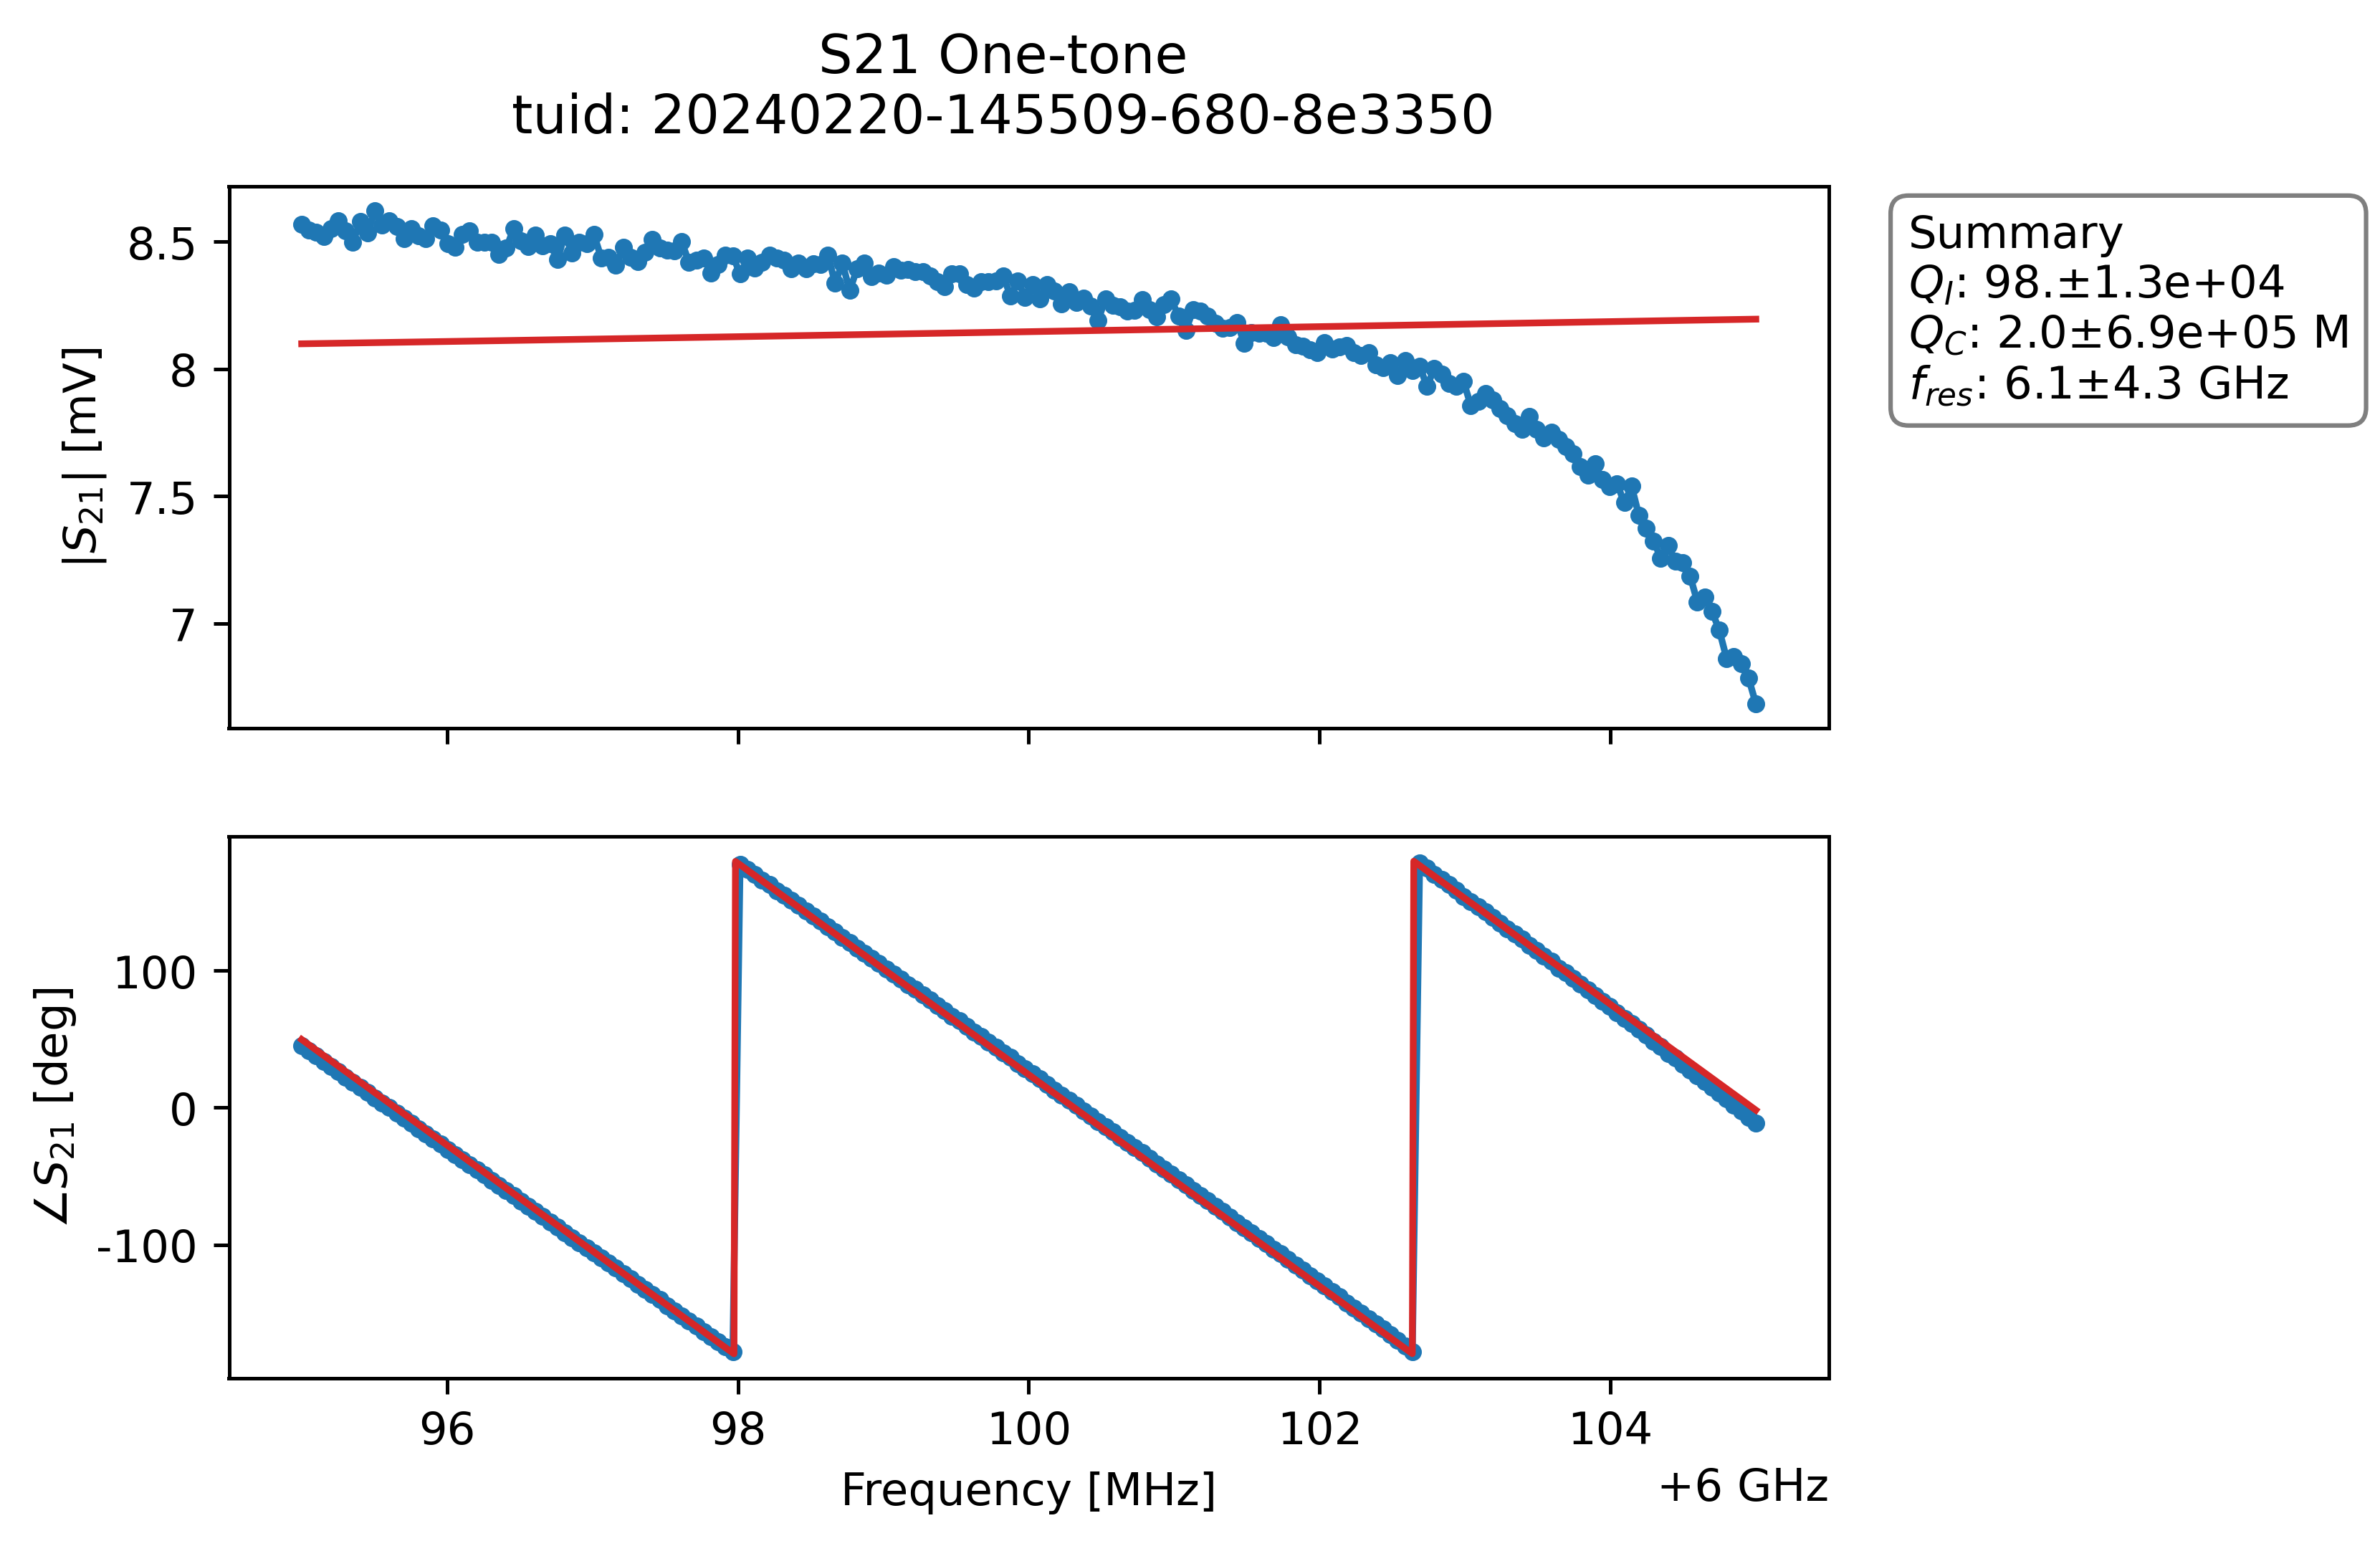 S21 One-tone
tuid: 20240220-145509-680-8e3350
|S₂₁| [mV]
8.5
8
7.5
7
Summary
Q_I: 98.±1.3e+04
Q_C: 2.0±6.9e+05 M
f_res: 6.1±4.3 GHz
∠S₂₁ [deg]
100
0
-100
96 98 100 102 104
Frequency [MHz]
+6 GHz